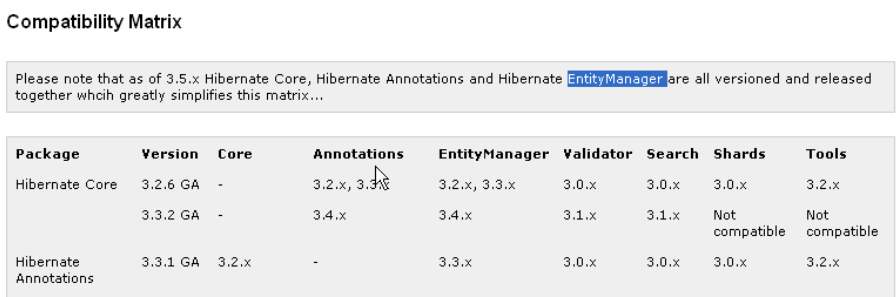 Compatibility Matrix
Please note that as of 3.5.x Hibernate Core, Hibernate Annotations and Hibernate EntityManager are all versioned and released
together whcih greatly simplifies this matrix...
Package Version Core Annotations EntityManager Validator Search Shards Tools
Hibernate Core 3.2.6 GA - 3.2.x, 3.3.x 3.2.x, 3.3.x 3.0.x 3.0.x 3.0.x 3.2.x
3.3.2 GA - 3.4.x 3.4.x 3.1.x 3.1.x Not compatible Not compatible
Hibernate Annotations 3.3.1 GA 3.2.x - 3.3.x 3.0.x 3.0.x 3.0.x 3.2.x